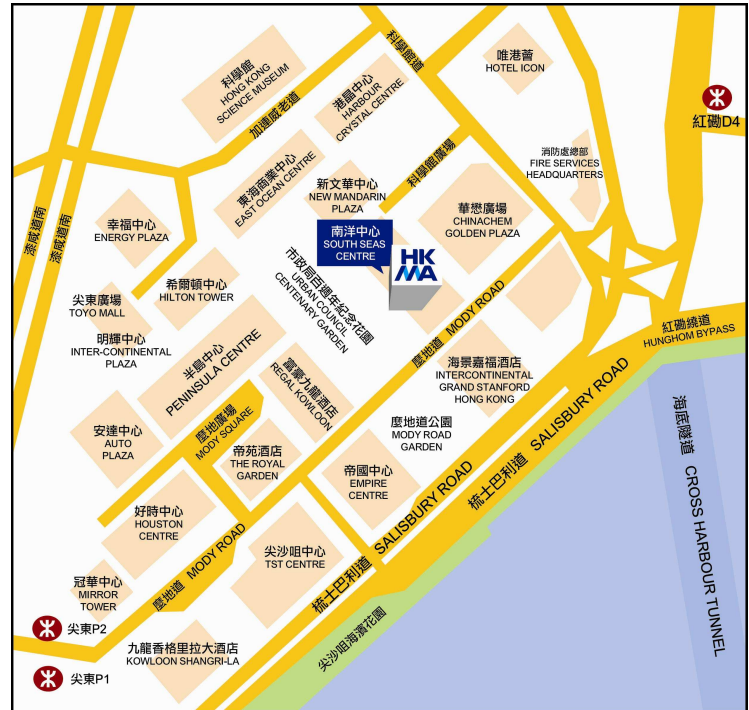 科學館道
唯港薈
HOTEL ICON
科學館
HONG KONG
SCIENCE MUSEUM
港晶中心
HARBOUR
CRYSTAL CENTRE
加連威老道
紅磡D4
消防處總部
FIRE SERVICES
HEADQUARTERS
科學館廣場
東海商業中心
EAST OCEAN CENTRE
新文華中心
NEW MANDARIN
PLAZA
華懋廣場
CHINACHEM
GOLDEN PLAZA
漆咸道南
漆咸道南
幸福中心
ENERGY PLAZA
南洋中心
SOUTH SEAS
CENTRE
HK
MA
市政局百週年紀念花園
URBAN COUNCIL
CENTENARY GARDEN
希爾頓中心
HILTON TOWER
尖東廣場
TOYO MALL
明輝中心
INTER-CONTINENTAL
PLAZA
麼地道 MODY ROAD
紅磡繞道
HUNGHOM BYPASS
半島中心
PENINSULA CENTRE
富豪九龍酒店
REGAL KOWLOON
海景嘉福酒店
INTERCONTINENTAL
GRAND STANFORD
HONG KONG
麼地廣場
MODY SQUARE
安達中心
AUTO
PLAZA
帝苑酒店
THE ROYAL
GARDEN
麼地道公園
MODY ROAD
GARDEN
梳士巴利道 SALISBURY ROAD
海底隧道 CROSS HARBOUR TUNNEL
帝國中心
EMPIRE
CENTRE
好時中心
HOUSTON
CENTRE
麼地道 MODY ROAD
尖沙咀中心
TST CENTRE
梳士巴利道 SALISBURY ROAD
冠華中心
MIRROR
TOWER
尖東P2
九龍香格里拉大酒店
KOWLOON SHANGRI-LA
尖沙咀海濱花園
尖東P1